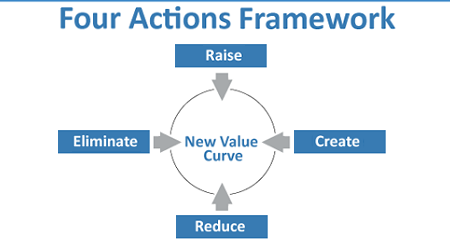 Four Actions Framework
Raise
Eliminate
New Value
Curve
Create
Reduce